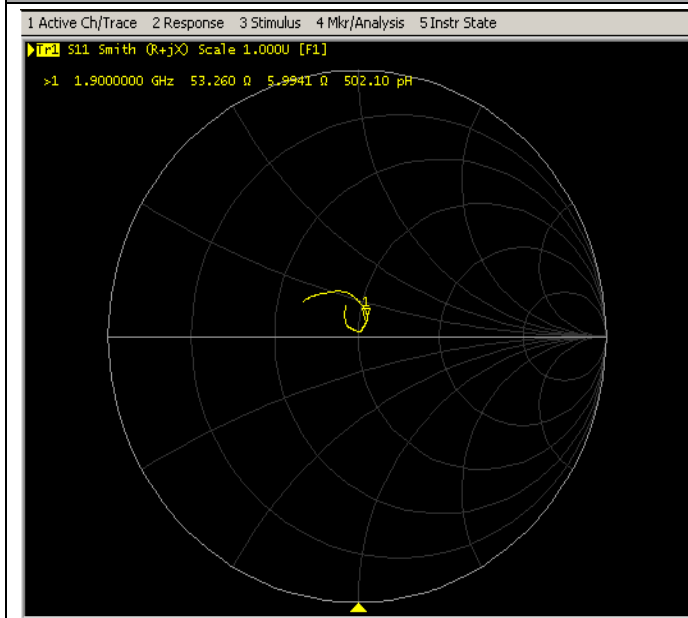 1 Active Ch/Trace 2 Response 3 Stimulus 4 Mkr/Analysis 5 Instr State
Tr1 S11 Smith (R+jX) Scale 1.000U [F1]
>1 1.9000000 GHz 53.260 Ω 5.9941 Ω 502.10 pH
1